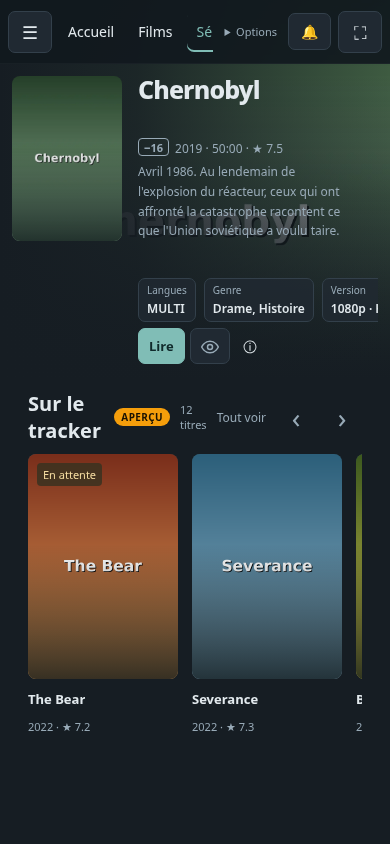 ☰ Accueil Films Sé ▶ Options 🔔
Chernobyl
Chernobyl
−16 2019 · 50:00 · ★ 7.5
Avril 1986. Au lendemain de
l'explosion du réacteur, ceux qui ont
affronté la catastrophe racontent ce
que l'Union soviétique a voulu taire.
Langues
MULTI
Genre
Drame, Histoire
Version
1080p ·
Lire
Sur le
tracker
APERÇU
12
titres
Tout voir
‹ ›
En attente
The Bear
Severance
The Bear
2022 · ★ 7.2
Severance
2022 · ★ 7.3
B
2